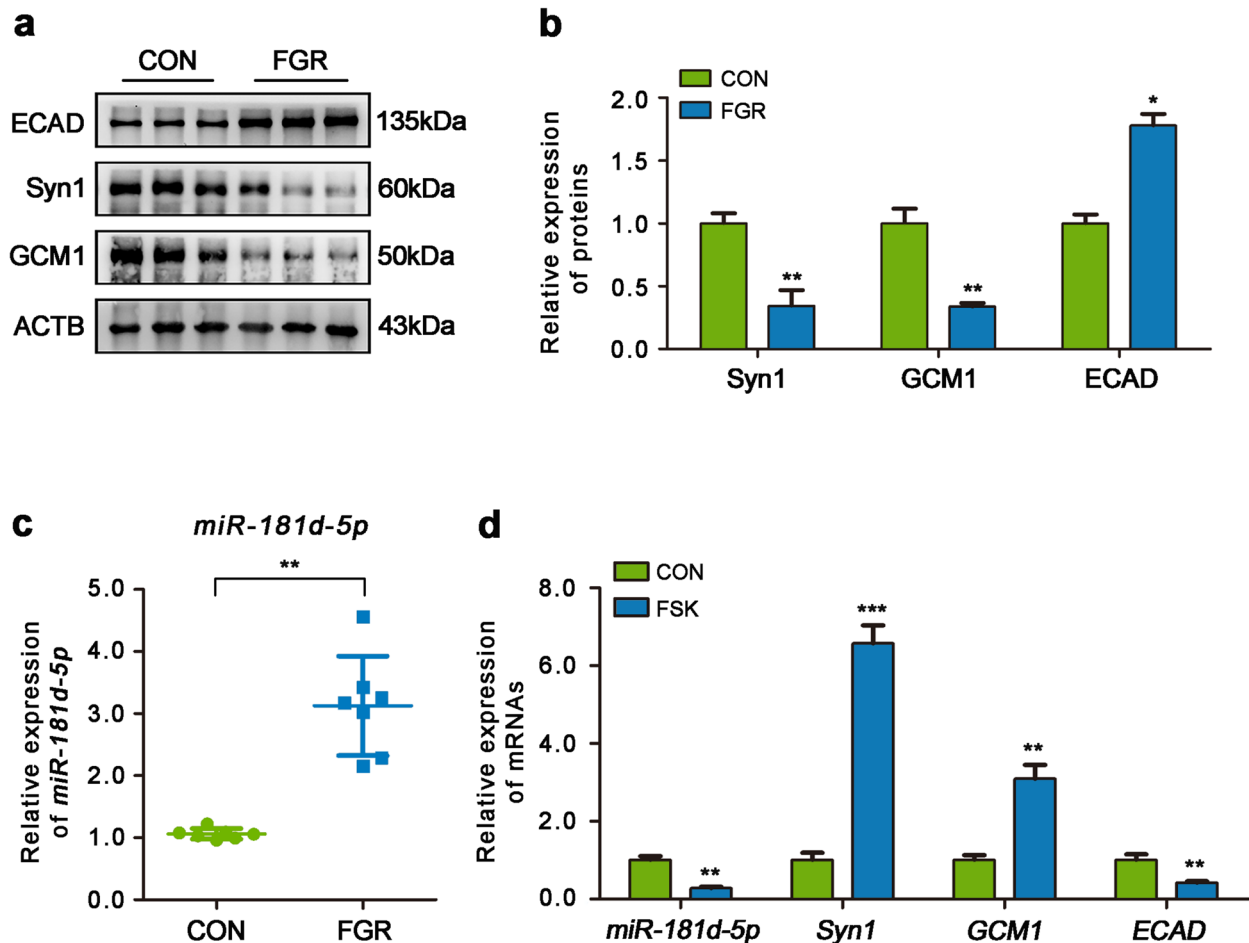 a
CON FGR
ECAD 135kDa
Syn1 60kDa
GCM1 50kDa
ACTB 43kDa
b
CON
FGR
Relative expression
of proteins
2.0
1.5
1.0
0.5
0.0
**
**
*
Syn1 GCM1 ECAD
c
miR-181d-5p
**
Relative expression
of miR-181d-5p
5.0
4.0
3.0
2.0
1.0
0.0
CON FGR
d
CON
FSK
Relative expression
of mRNAs
8.0
6.0
4.0
2.0
0.0
**
***
**
**
miR-181d-5p Syn1 GCM1 ECAD